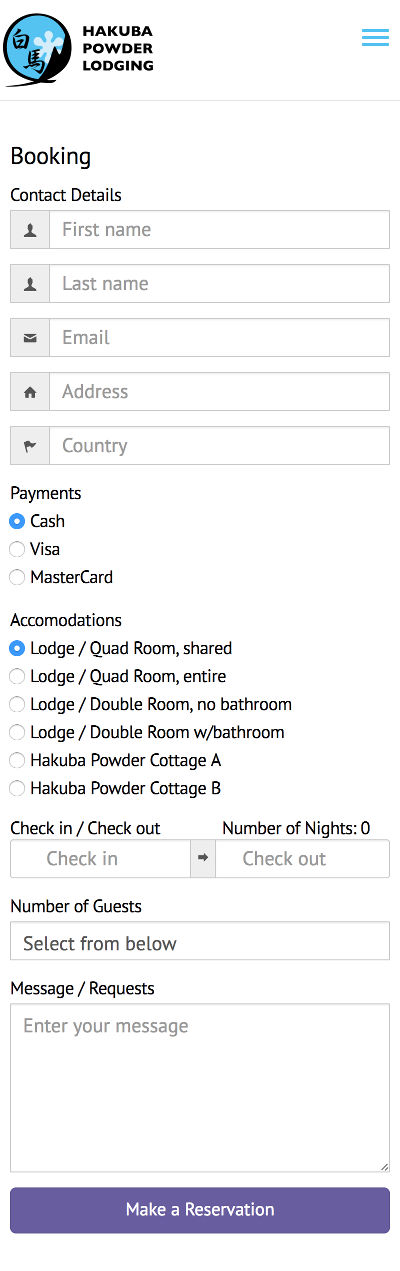 白馬
HAKUBA
POWDER
LODGING
Booking
Contact Details
First name
Last name
Email
Address
Country
Payments
Cash
Visa
MasterCard
Accomodations
Lodge / Quad Room, shared
Lodge / Quad Room, entire
Lodge / Double Room, no bathroom
Lodge / Double Room w/bathroom
Hakuba Powder Cottage A
Hakuba Powder Cottage B
Check in / Check out Number of Nights: 0
Check in Check out
Number of Guests
Select from below
Message / Requests
Enter your message
Make a Reservation